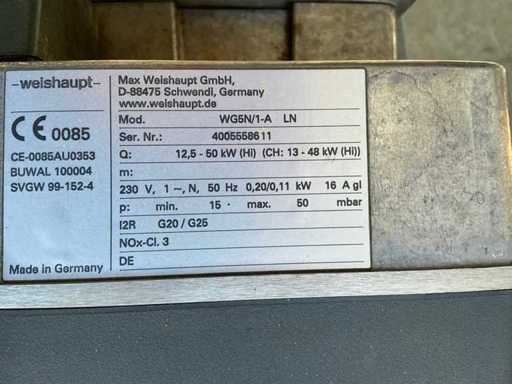 –weishaupt–
Max Weishaupt GmbH,
D-88475 Schwendi, Germany
www.weishaupt.de
CE 0085
CE-0085AU0353
BUWAL 100004
SVGW 99-152-4
Made in Germany
Mod. WG5N/1-A LN
Ser. Nr.: 4005558611
Q: 12,5 - 50 kW (Hi) (CH: 13 - 48 kW (Hi))
m:
230 V, 1 ~, N, 50 Hz 0,20/0,11 kW 16 A gl
p: min. 15 · max. 50 mbar
I2R G20 / G25
NOx-Cl. 3
DE